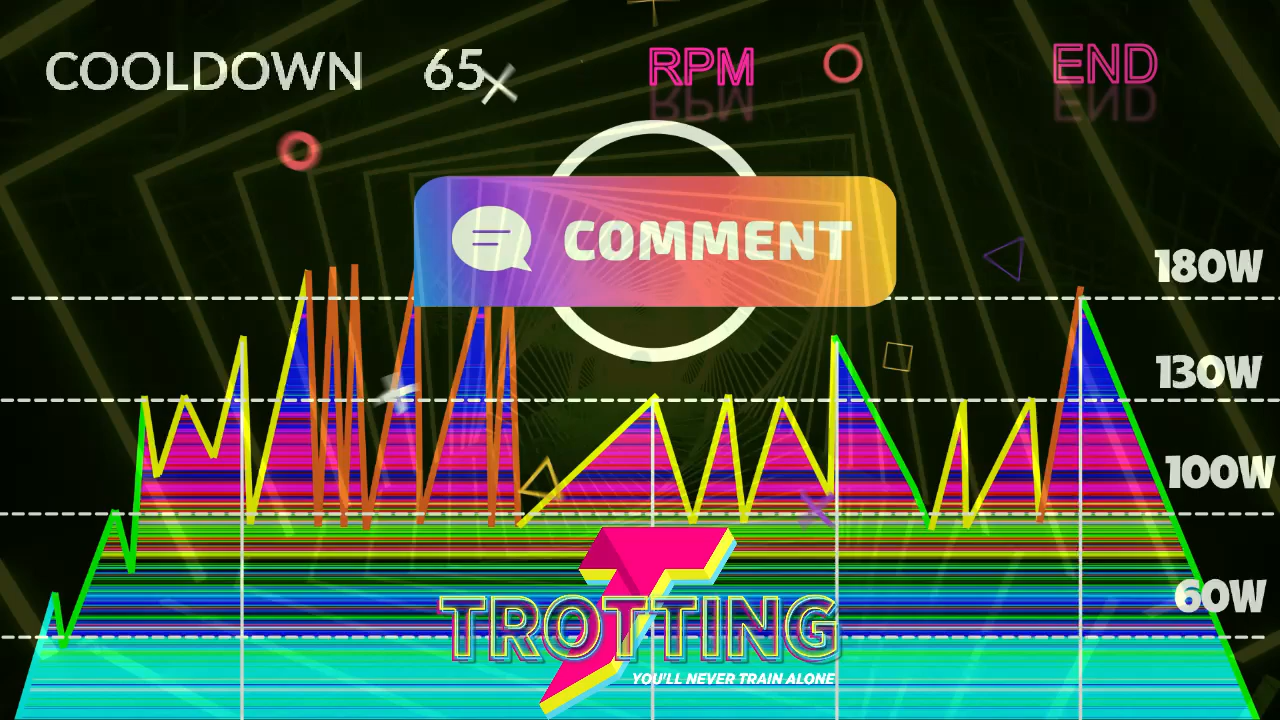 COOLDOWN 65 RPM END
COMMENT
180W
130W
100W
60W
TROTTING
YOU'LL NEVER TRAIN ALONE